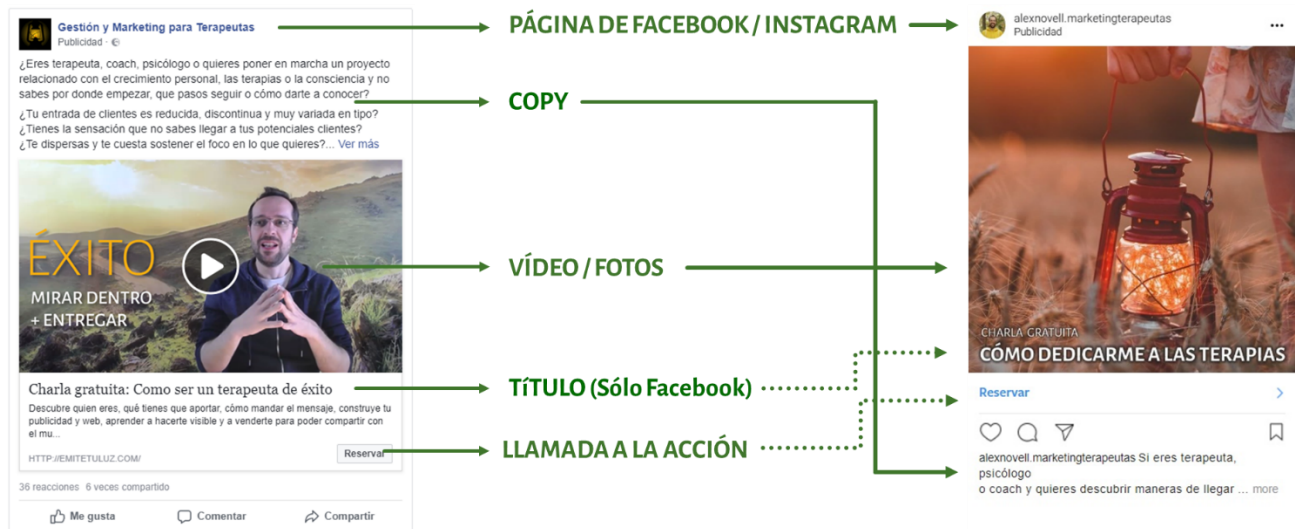 Gestión y Marketing para Terapeutas
Publicidad ·
¿Eres terapeuta, coach, psicólogo o quieres poner en marcha un proyecto
relacionado con el crecimiento personal, las terapias o la consciencia y no
sabes por donde empezar, que pasos seguir o cómo darte a conocer?
¿Tu entrada de clientes es reducida, discontinua y muy variada en tipo?
¿Tienes la sensación que no sabes llegar a tus potenciales clientes?
¿Te dispersas y te cuesta sostener el foco en lo que quieres?... Ver más
ÉXITO
MIRAR DENTRO
+ ENTREGAR
Charla gratuita: Como ser un terapeuta de éxito
Descubre quien eres, qué tienes que aportar, cómo mandar el mensaje, construye tu
publicidad y web, aprender a hacerte visible y a venderte para poder compartir con
el mu...
HTTP://EMITETULUZ.COM/
Reservar
36 reacciones 6 veces compartido
Me gusta
Comentar
Compartir
PÁGINA DE FACEBOOK / INSTAGRAM
COPY
VÍDEO / FOTOS
TíTULO (Sólo Facebook)
LLAMADA A LA ACCIÓN
alexnovell.marketingterapeutas
Publicidad
CHARLA GRATUITA
CÓMO DEDICARME A LAS TERAPIAS
Reservar
alexnovell.marketingterapeutas Si eres terapeuta,
psicólogo
o coach y quieres descubrir maneras de llegar ... more